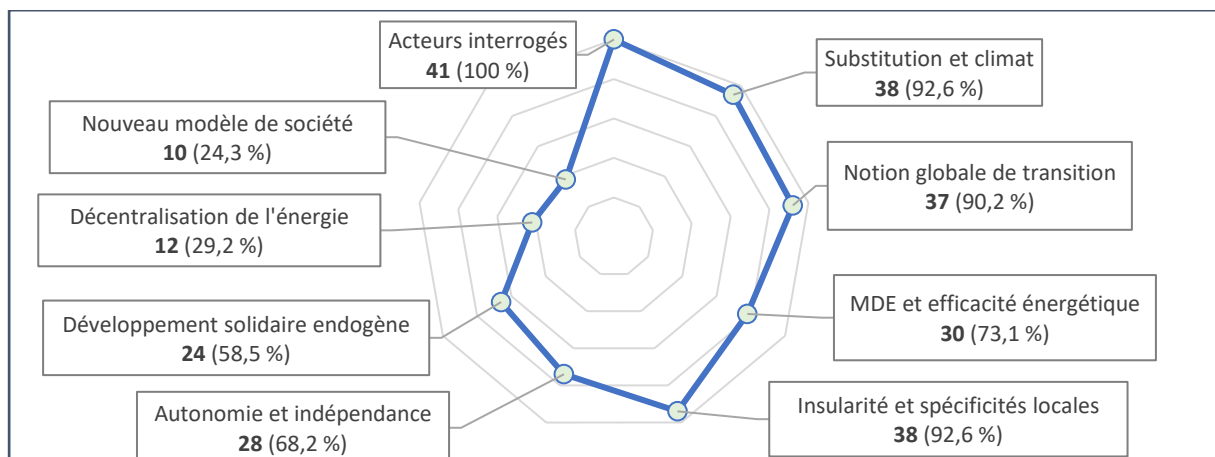 Acteurs interrogés
41 (100 %)
Substitution et climat
38 (92,6 %)
Notion globale de transition
37 (90,2 %)
MDE et efficacité énergétique
30 (73,1 %)
Insularité et spécificités locales
38 (92,6 %)
Autonomie et indépendance
28 (68,2 %)
Développement solidaire endogène
24 (58,5 %)
Décentralisation de l'énergie
12 (29,2 %)
Nouveau modèle de société
10 (24,3 %)